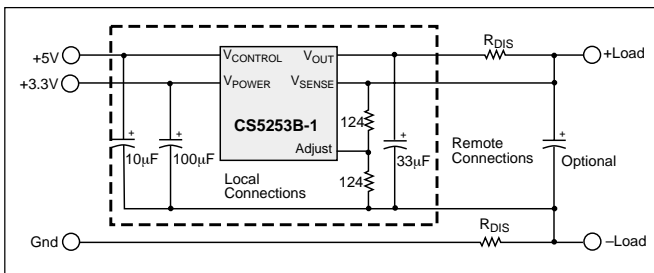 +5V
+3.3V
VCONTROL
VPOWER
VOUT
VSENSE
CS5253B-1
Adjust
10μF
100μF
124
124
33μF
Local
Connections
Remote
Connections
RDIS
+Load
Optional
Gnd
RDIS
–Load